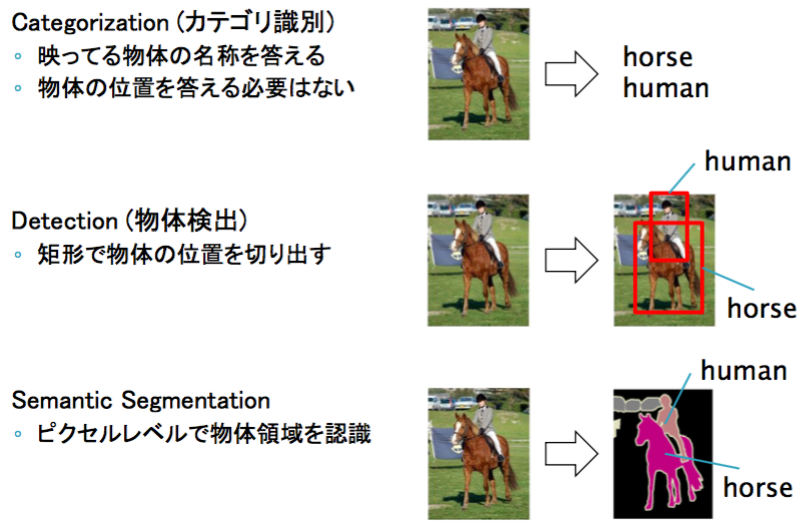 Categorization (カテゴリ識別)
◦ 映ってる物体の名称を答える
◦ 物体の位置を答える必要はない
horse
human
Detection (物体検出)
◦ 矩形で物体の位置を切り出す
human
horse
Semantic Segmentation
◦ ピクセルレベルで物体領域を認識
human
horse